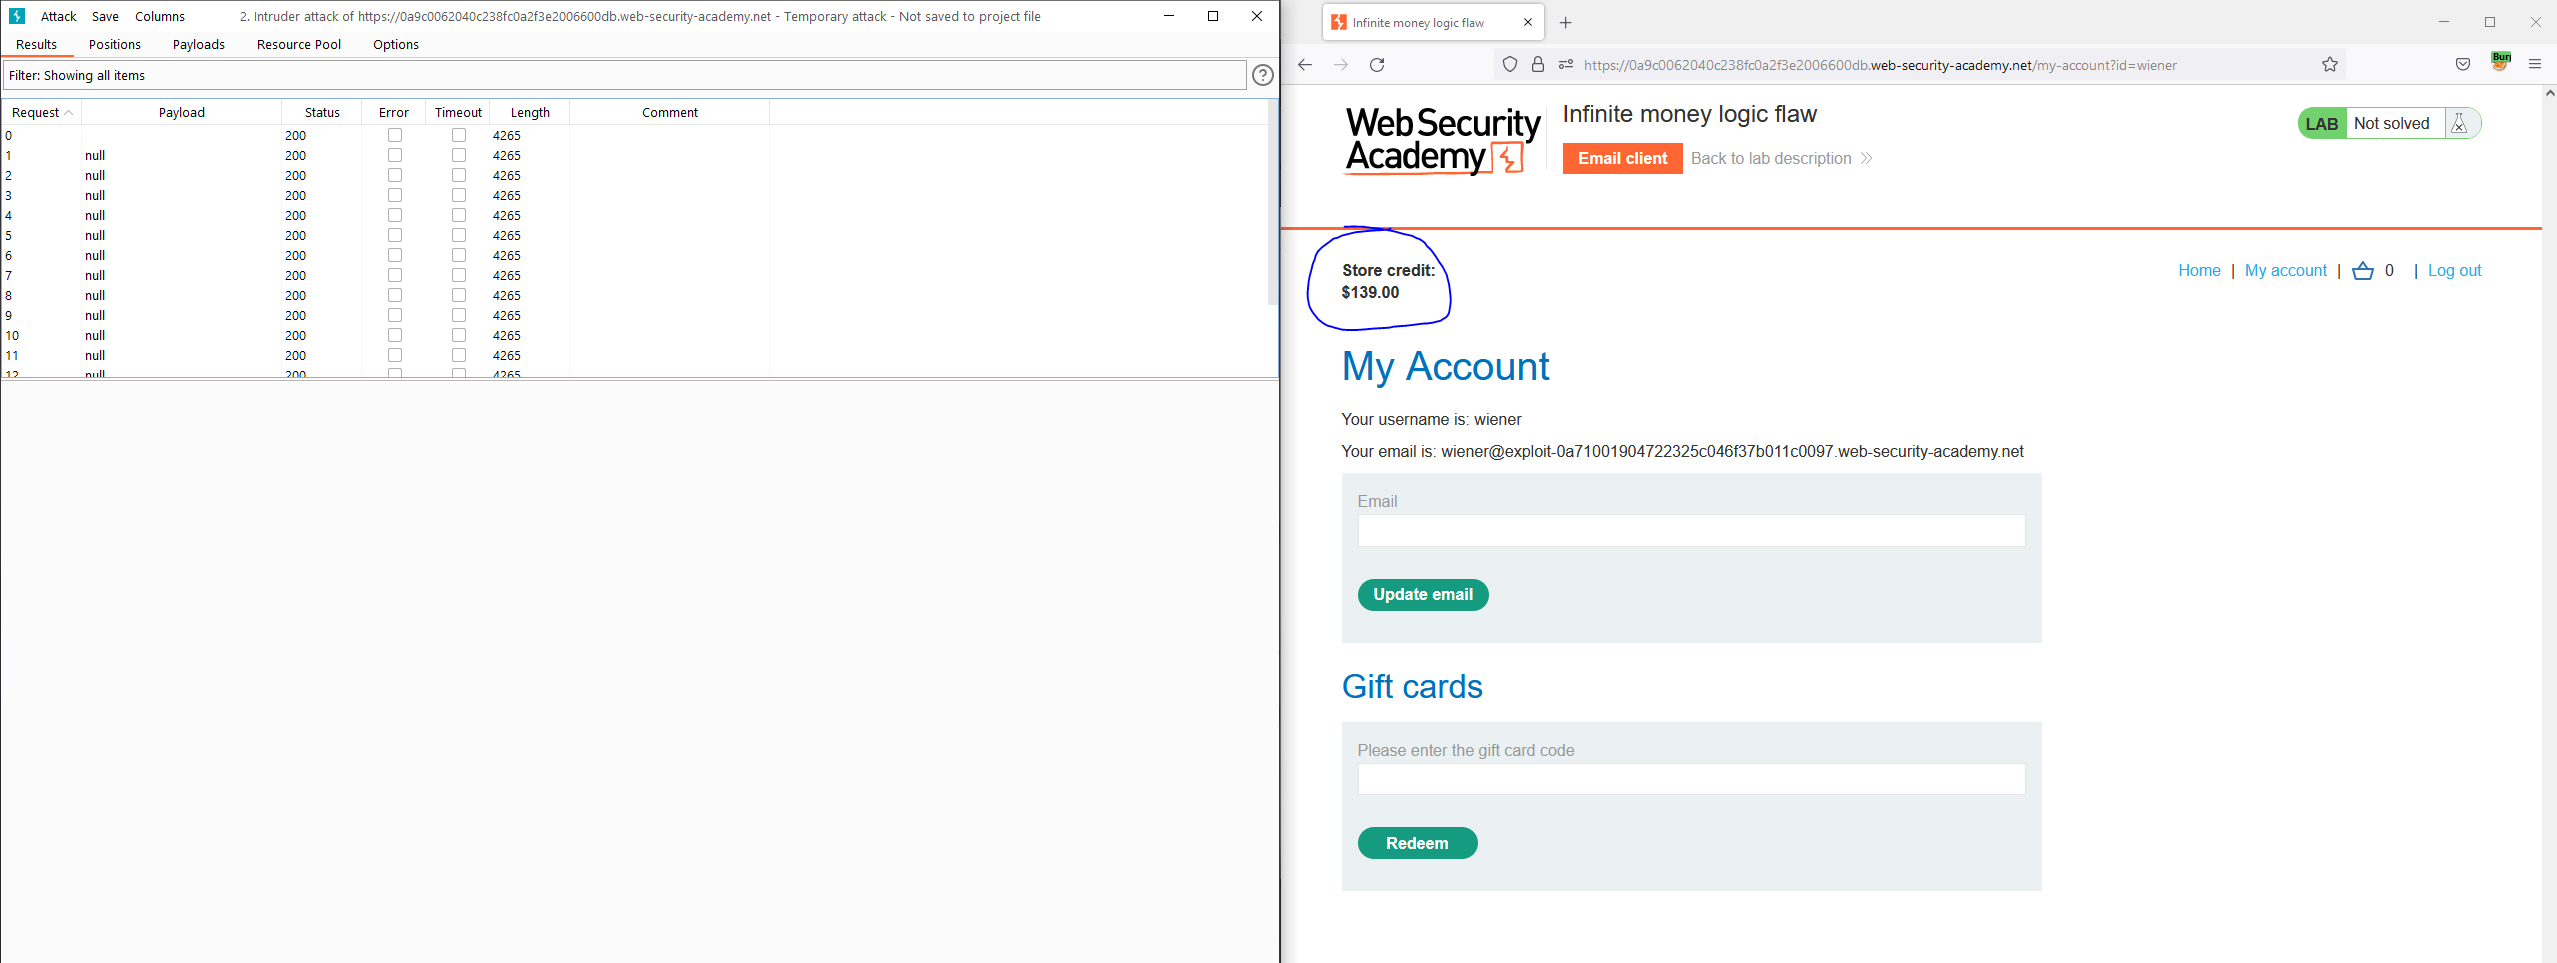 Attack Save Columns 2. Intruder attack of https://0a9c0062040c238fc0a2f3e2006600db.web-security-academy.net - Temporary attack - Not saved to project file
Results Positions Payloads Resource Pool Options
Filter: Showing all items
?
Request Payload Status Error Timeout Length Comment
0 200 4265
1 null 200 4265
2 null 200 4265
3 null 200 4265
4 null 200 4265
5 null 200 4265
6 null 200 4265
7 null 200 4265
8 null 200 4265
9 null 200 4265
10 null 200 4265
11 null 200 4265
12 null 200 4265
Infinite money logic flaw
https://0a9c0062040c238fc0a2f3e2006600db.web-security-academy.net/my-account?id=wiener
Bur
Web Security
Academy
Infinite money logic flaw
Email client Back to lab description
LAB Not solved
Store credit:
$139.00
Home | My account | 0 | Log out
My Account
Your username is: wiener
Your email is: wiener@exploit-0a71001904722325c046f37b011c0097.web-security-academy.net
Email
Update email
Gift cards
Please enter the gift card code
Redeem